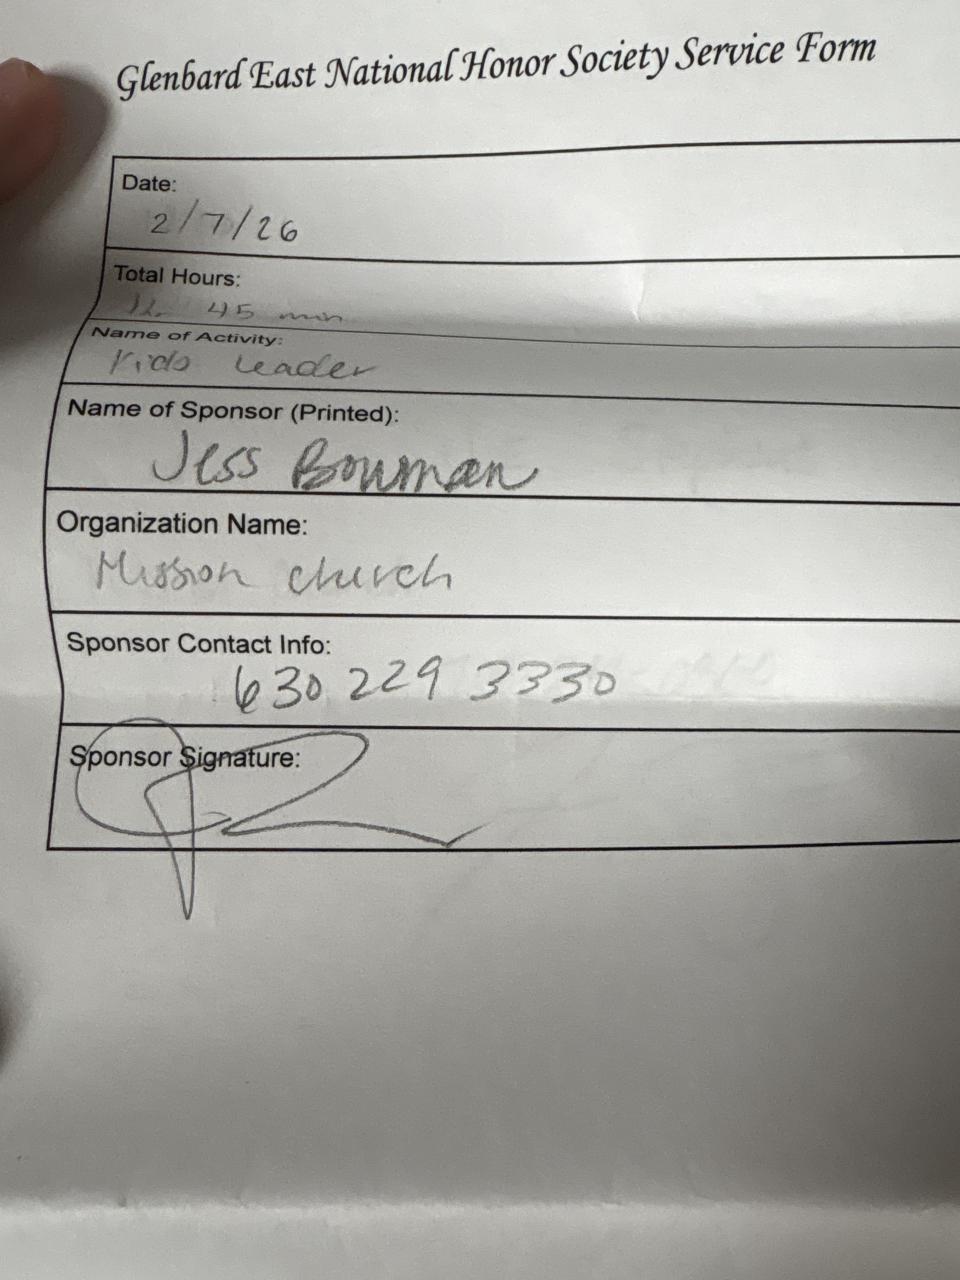 Glenbard East National Honor Society Service Form
Date:
2/7/26
Total Hours:
45 min
Name of Activity:
Kids Leader
Name of Sponsor (Printed):
Jess Bowman
Organization Name:
Mission church
Sponsor Contact Info:
630 229 3330
Sponsor Signature: